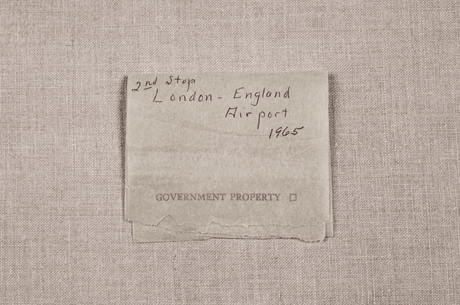 2nd Stop
London - England
Airport
1965
GOVERNMENT PROPERTY